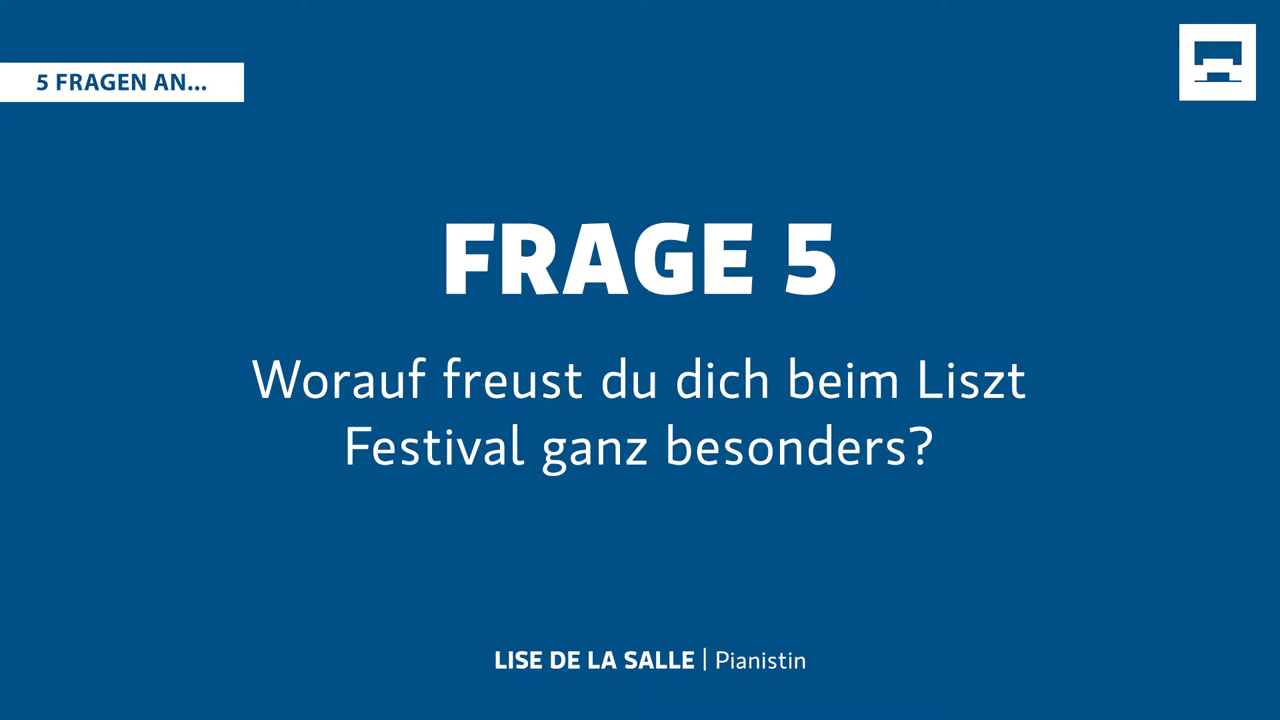 5 FRAGEN AN...
FRAGE 5
Worauf freust du dich beim Liszt
Festival ganz besonders?
LISE DE LA SALLE | Pianistin